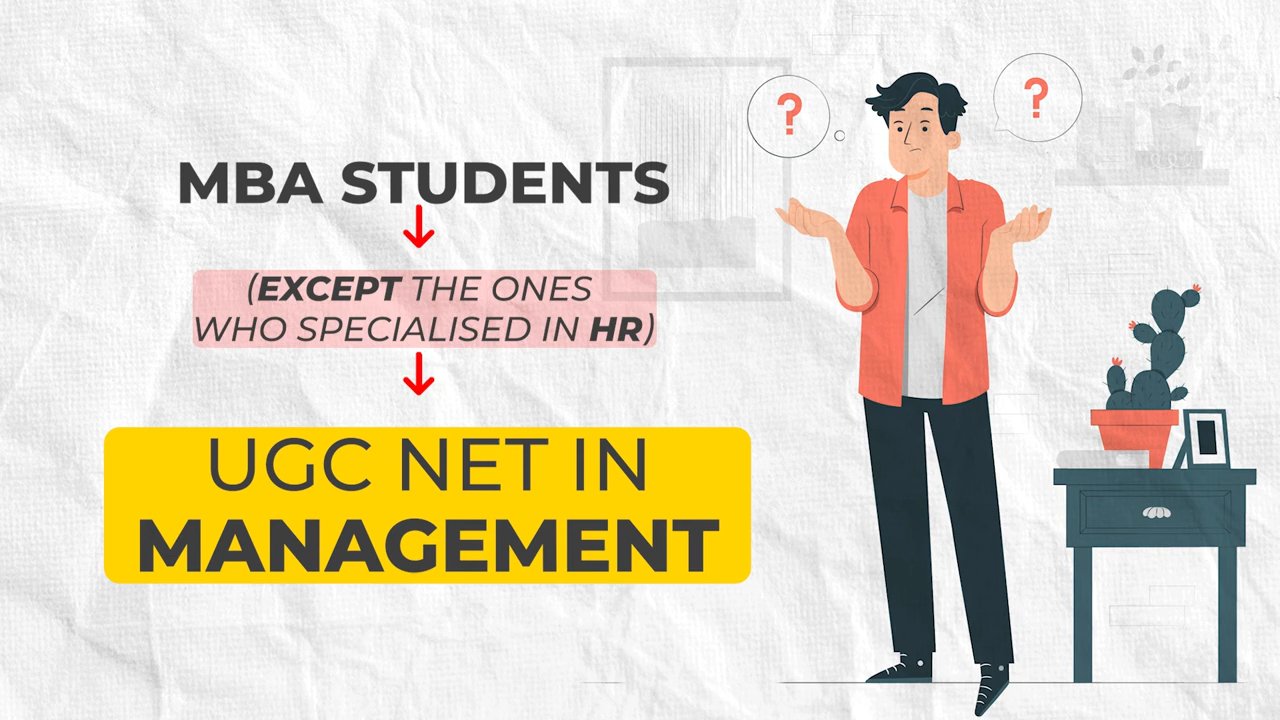 MBA STUDENTS
(EXCEPT THE ONES
WHO SPECIALISED IN HR)
UGC NET IN
MANAGEMENT
?
?